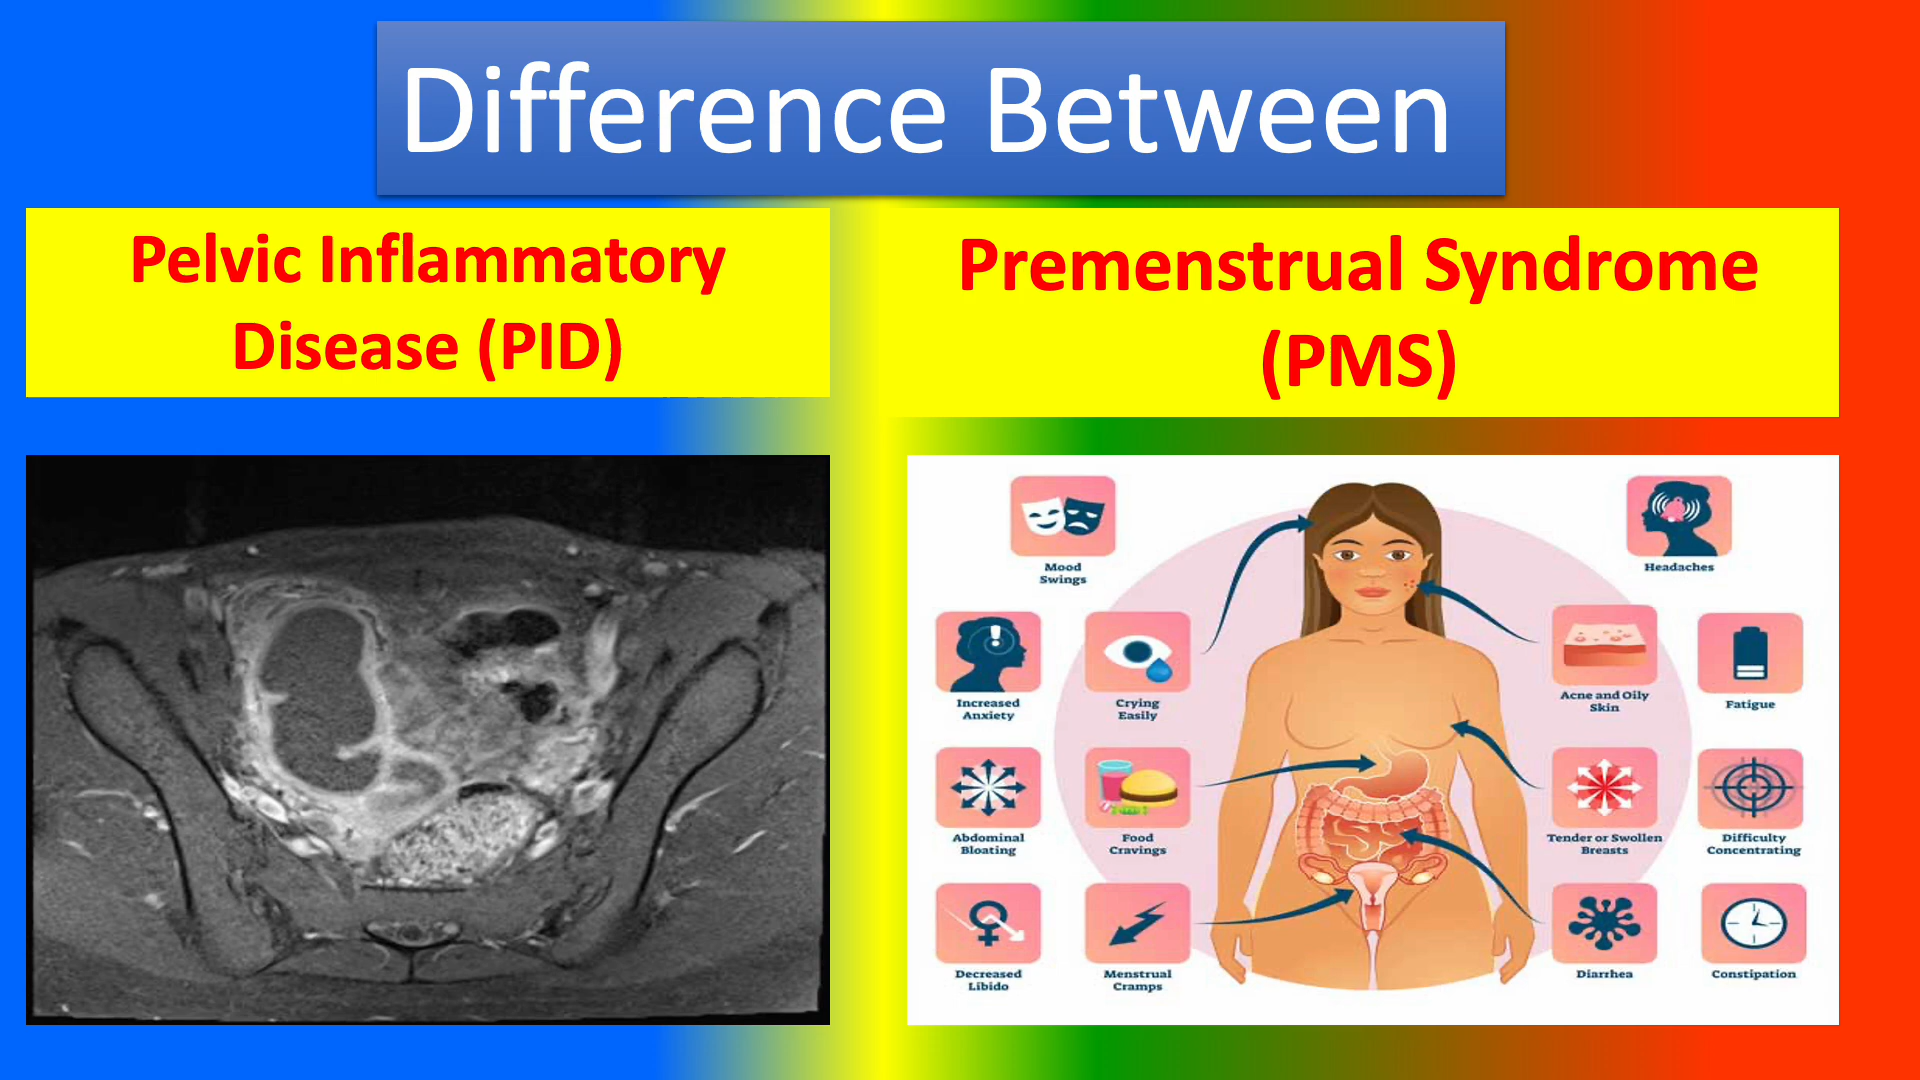 Difference Between
Pelvic Inflammatory
Disease (PID)
Premenstrual Syndrome
(PMS)
Mood
Swings
Headaches
Increased
Anxiety
Crying
Easily
Acne and Oily
Skin
Fatigue
Abdominal
Bloating
Food
Cravings
Tender or Swollen
Breasts
Difficulty
Concentrating
Decreased
Libido
Menstrual
Cramps
Diarrhea
Constipation